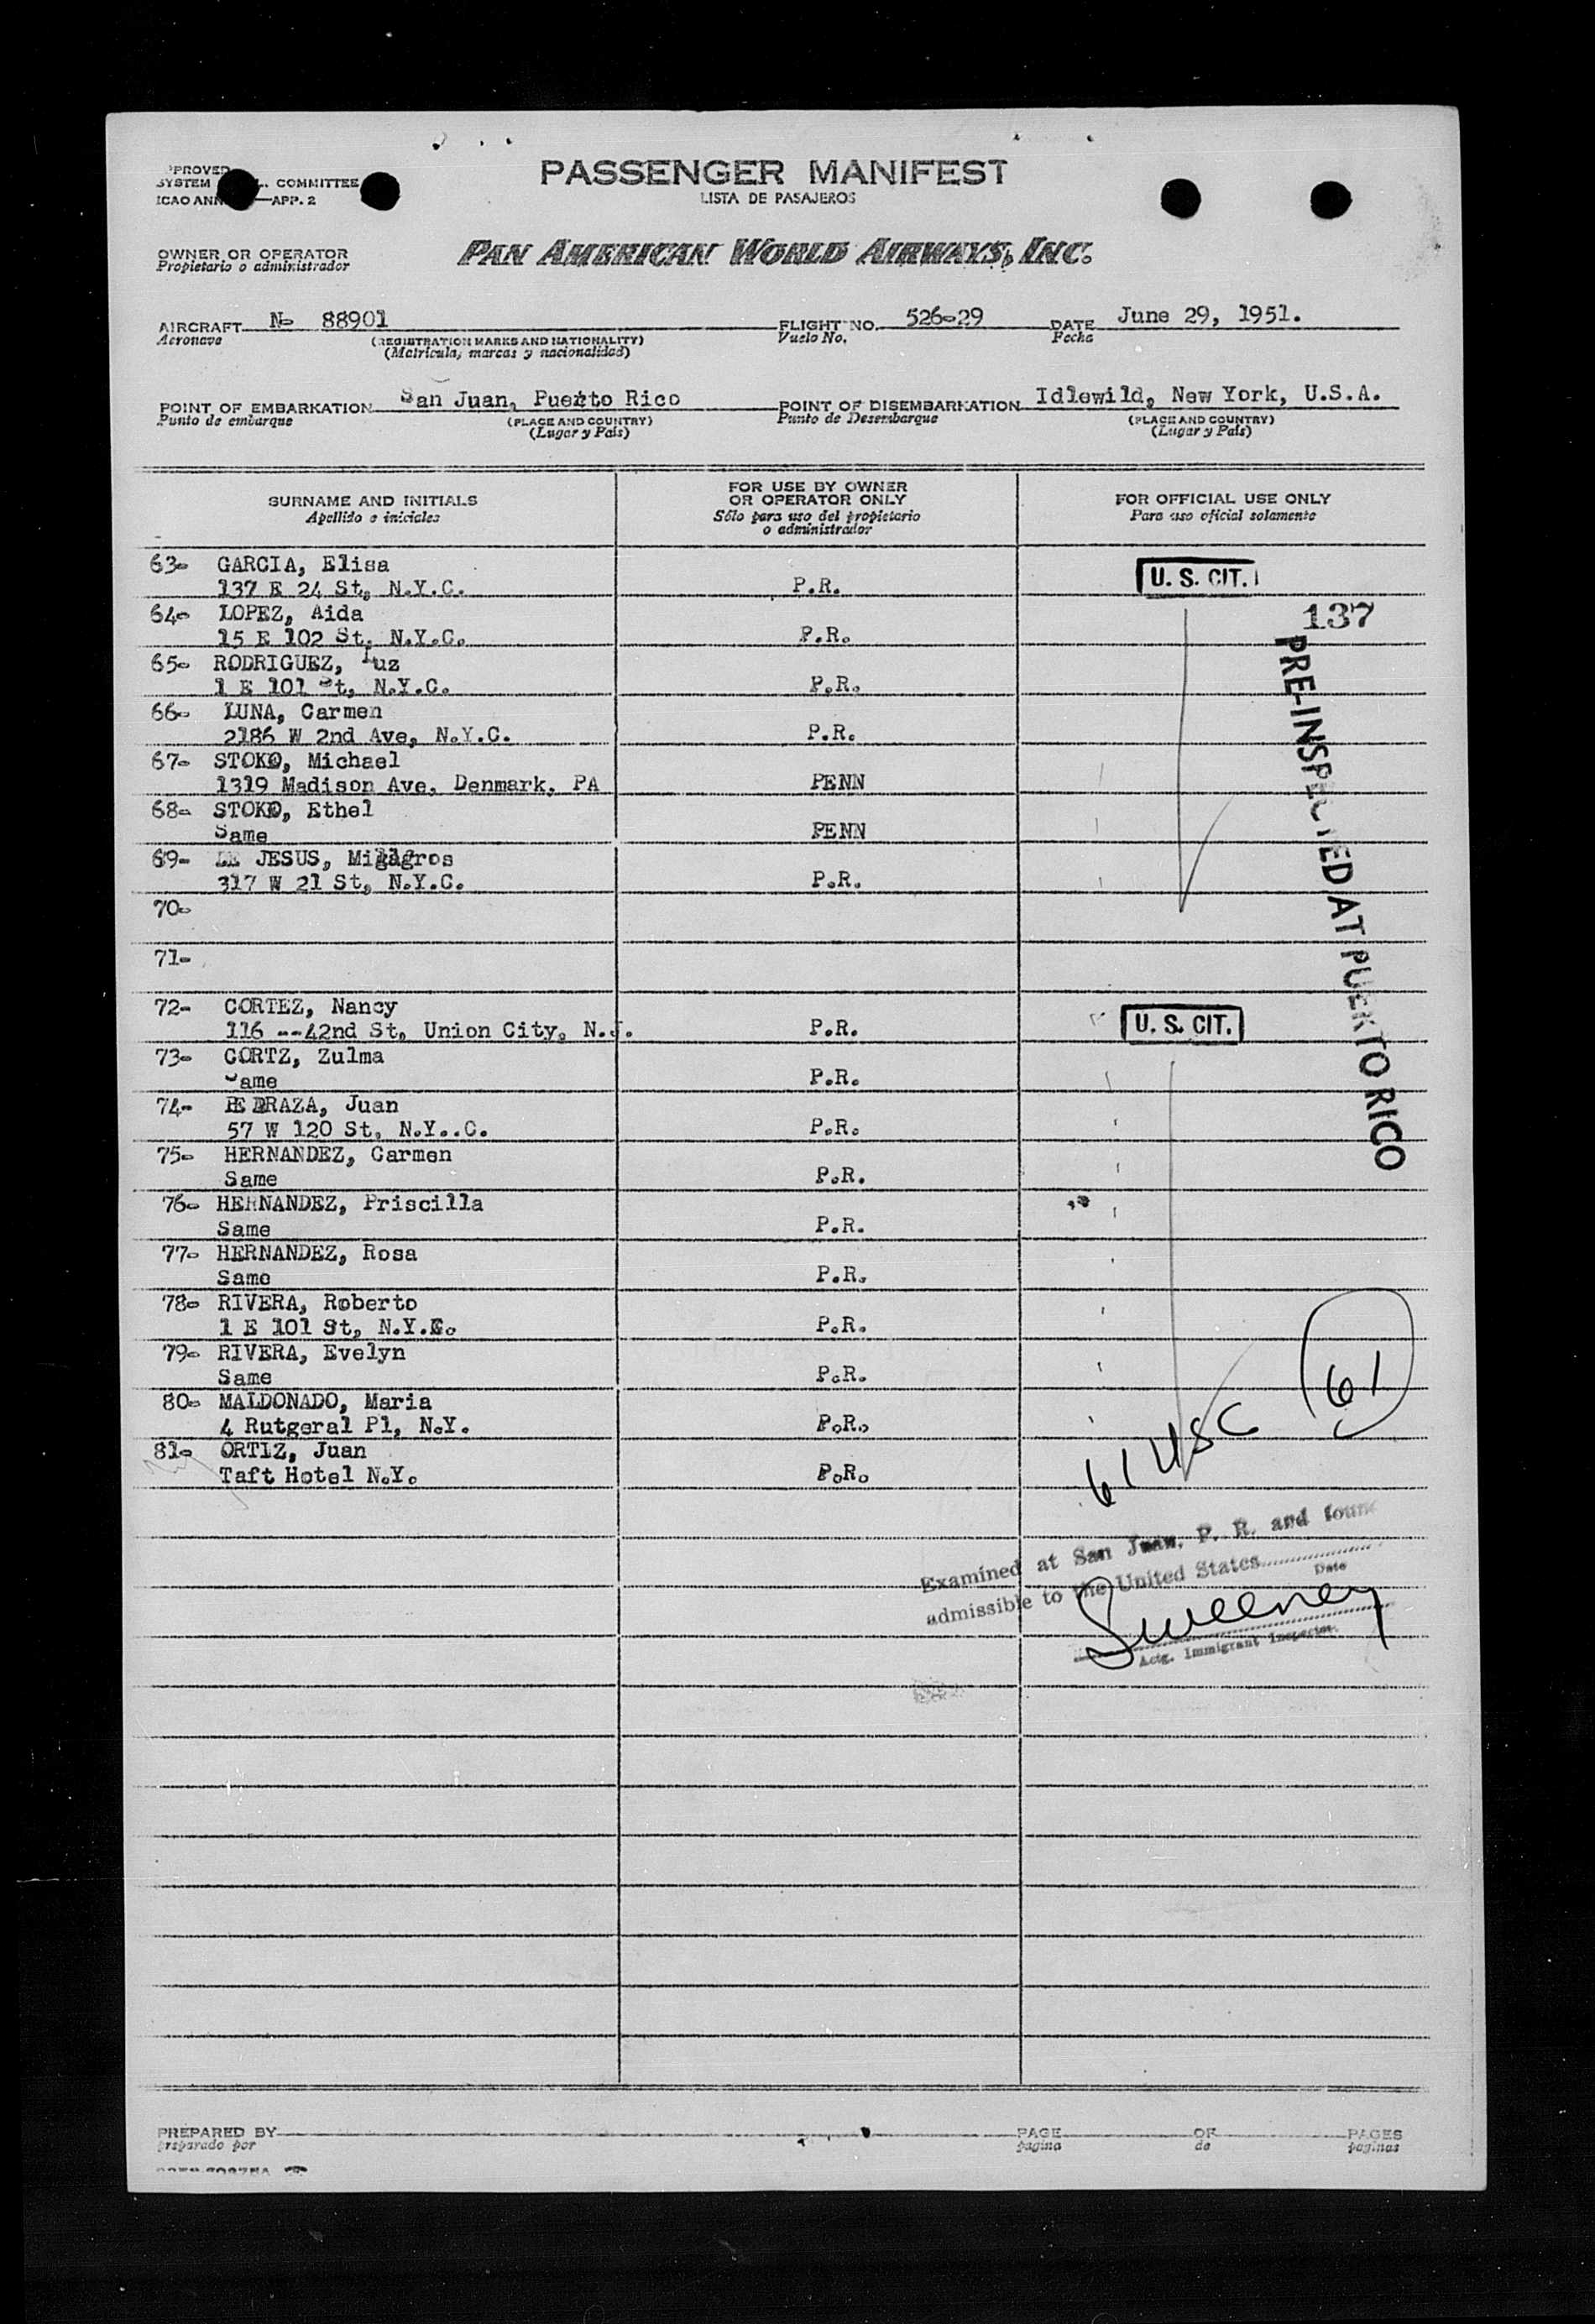 SYSTEM COMMITTEE
APP. 2
PASSENGER MANIFEST
LISTA DE PASAJEROS
OWNER OR OPERATOR
Propietario o administrador
PAN AMERICAN WORLD AIRWAYS, INC.
AIRCRAFT N- 88901
Aeronave
(REGISTRATION MARKS AND NATIONALITY)
(Matricula, marcas y nacionalidad)
FLIGHT NO. 526-29
Vuelo No.
DATE June 29, 1951.
Fecha
POINT OF EMBARKATION San Juan, Puerto Rico
Punto de embarque
(PLACE AND COUNTRY)
(Lugar y País)
POINT OF DISEMBARKATION Idlewild, New York, U.S.A.
Punto de Desembarque
(PLACE AND COUNTRY)
(Lugar y País)
SURNAME AND INITIALS
Apellido e iniciales
FOR USE BY OWNER
OR OPERATOR ONLY
Sólo para uso del propietario
o administrador
FOR OFFICIAL USE ONLY
Para uso oficial solamente
63- GARCIA, Elisa
137 E 24 St, N.Y.C. P.R. U. S. CIT.
64- LOPEZ, Aida 137
15 E 102 St. N.Y.C. P.R.
65- RODRIGUEZ, Luz
1 E 101 St, N.Y.C. P.R.
66- LUNA, Carmen
2186 W 2nd Ave, N.Y.C. P.R.
67- STOKO, Michael
1319 Madison Ave. Denmark, PA PENN
68- STOKO, Ethel
Same PENN
69- DE JESUS, Milagros
317 W 21 St, N.Y.C. P.R.
70-
71-
72- CORTEZ, Nancy
116 --42nd St, Union City, N.J. P.R. U. S. CIT.
73- CORTZ, Zulma
Same P.R.
74- PEDRAZA, Juan
57 W 120 St, N.Y..C. P.R.
75- HERNANDEZ, Carmen
Same P.R.
76- HERNANDEZ, Priscilla
Same P.R.
77- HERNANDEZ, Rosa
Same P.R.
78- RIVERA, Roberto
1 E 101 St, N.Y.C. P.R.
79- RIVERA, Evelyn
Same P.R.
80- MALDONADO, Maria
4 Rutgeral Pl, N.Y. P.R.
81- ORTIZ, Juan
Taft Hotel N.Y. P.R.
PRE-INSPECTED AT PUERTO RICO
61
61 USC
Examined at San Juan, P. R. and found
admissible to the United States
Date
Sweeney
Actg. Immigrant Inspector
PREPARED BY
preparado por
PAGE OF PAGES
pagina de paginas